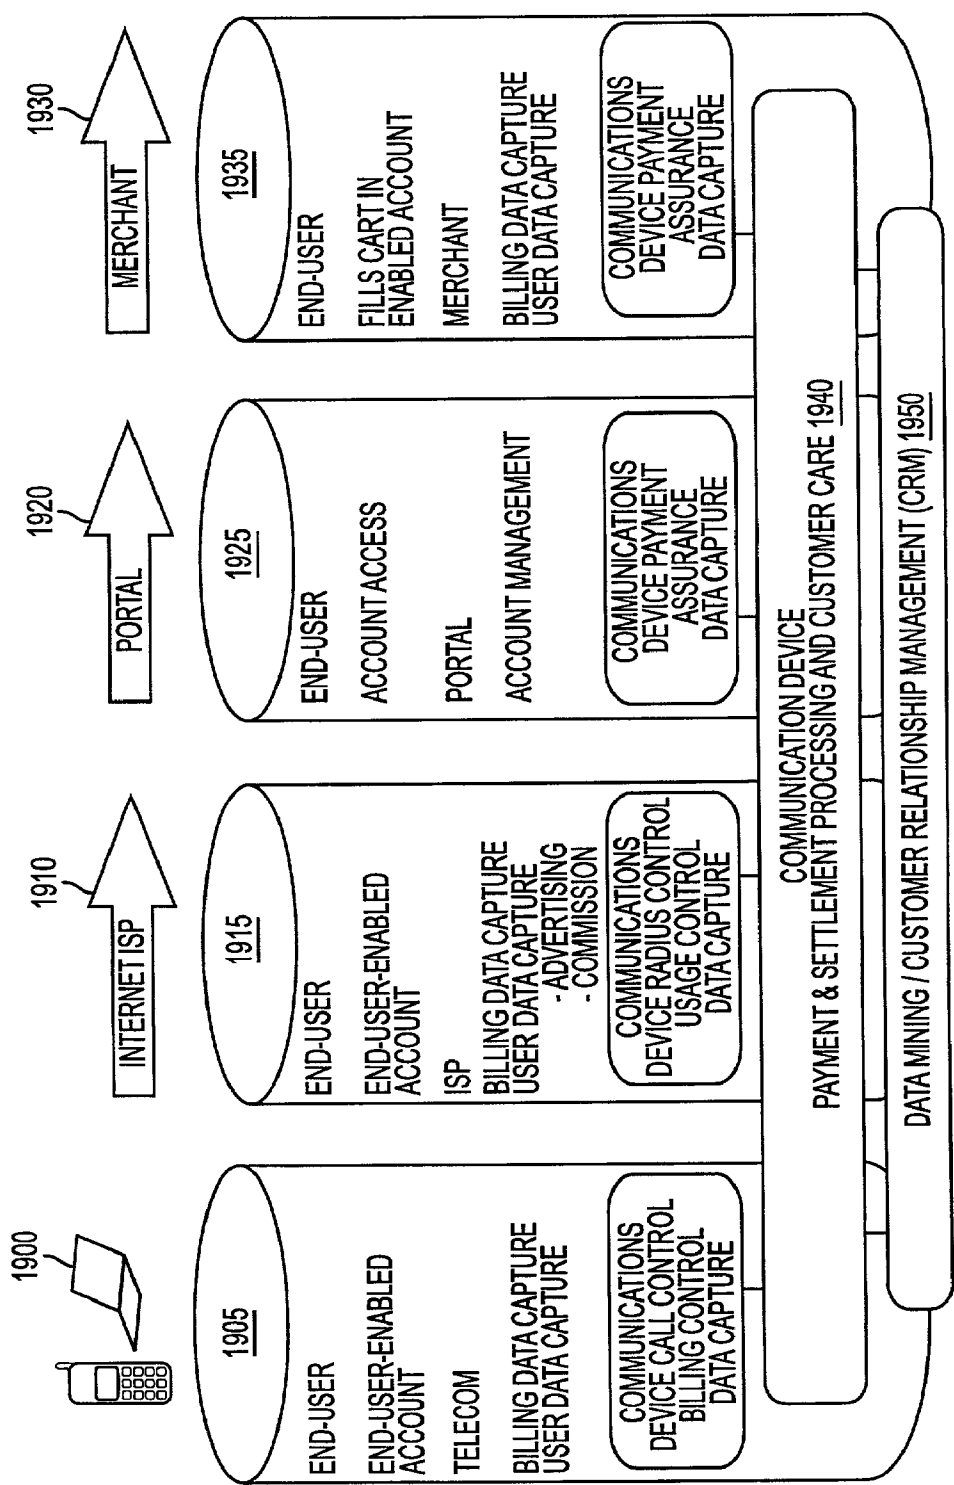 1900
1905
END-USER
END-USER-ENABLED
ACCOUNT
TELECOM
BILLING DATA CAPTURE
USER DATA CAPTURE
COMMUNICATIONS
DEVICE CALL CONTROL
BILLING CONTROL
DATA CAPTURE
1910
INTERNET ISP
1915
END-USER
END-USER-ENABLED
ACCOUNT
ISP
BILLING DATA CAPTURE
USER DATA CAPTURE
- ADVERTISING
- COMMISSION
COMMUNICATIONS
DEVICE RADIUS CONTROL
USAGE CONTROL
DATA CAPTURE
1920
PORTAL
1925
END-USER
ACCOUNT ACCESS
PORTAL
ACCOUNT MANAGEMENT
COMMUNICATIONS
DEVICE PAYMENT
ASSURANCE
DATA CAPTURE
1930
MERCHANT
1935
END-USER
FILLS CART IN
ENABLED ACCOUNT
MERCHANT
BILLING DATA CAPTURE
USER DATA CAPTURE
COMMUNICATIONS
DEVICE PAYMENT
ASSURANCE
DATA CAPTURE
COMMUNICATION DEVICE
PAYMENT & SETTLEMENT PROCESSING AND CUSTOMER CARE 1940
DATA MINING / CUSTOMER RELATIONSHIP MANAGEMENT (CRM) 1950